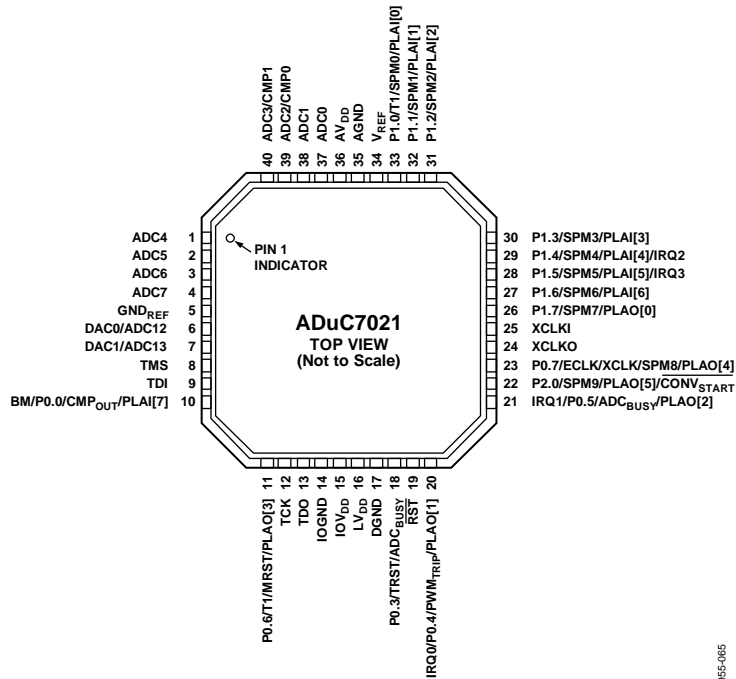 40 ADC3/CMP1
39 ADC2/CMP0
38 ADC1
37 ADC0
36 AVDD
35 AGND
34 VREF
33 P1.0/T1/SPM0/PLAI[0]
32 P1.1/SPM1/PLAI[1]
31 P1.2/SPM2/PLAI[2]
ADC4 1
ADC5 2
ADC6 3
ADC7 4
GNDREF 5
DAC0/ADC12 6
DAC1/ADC13 7
TMS 8
TDI 9
BM/P0.0/CMPOUT/PLAI[7] 10
PIN 1
INDICATOR
ADuC7021
TOP VIEW
(Not to Scale)
30 P1.3/SPM3/PLAI[3]
29 P1.4/SPM4/PLAI[4]/IRQ2
28 P1.5/SPM5/PLAI[5]/IRQ3
27 P1.6/SPM6/PLAI[6]
26 P1.7/SPM7/PLAO[0]
25 XCLKI
24 XCLKO
23 P0.7/ECLK/XCLK/SPM8/PLAO[4]
22 P2.0/SPM9/PLAO[5]/CONVSTART
21 IRQ1/P0.5/ADCBUSY/PLAO[2]
P0.6/T1/MRST/PLAO[3] 11
TCK 12
TDO 13
IOGND 14
IOVDD 15
LVDD 16
DGND 17
P0.3/TRST/ADCBUSY 18
RST 19
IRQ0/P0.4/PWMTRIP/PLAO[1] 20
955-065